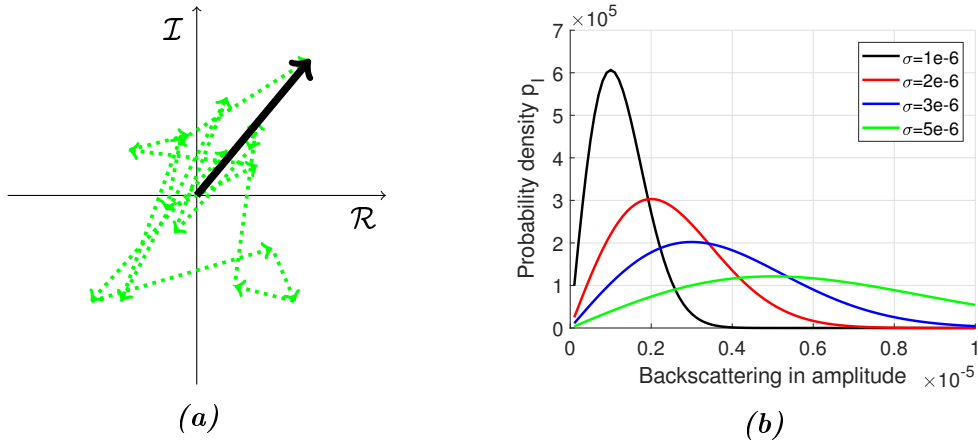 I
R
(a)
×10^5
7
6
5
4
3
2
1
0
Probability density p_I
σ=1e-6
σ=2e-6
σ=3e-6
σ=5e-6
0
0.2
0.4
0.6
0.8
1
Backscattering in amplitude ×10^-5
(b)